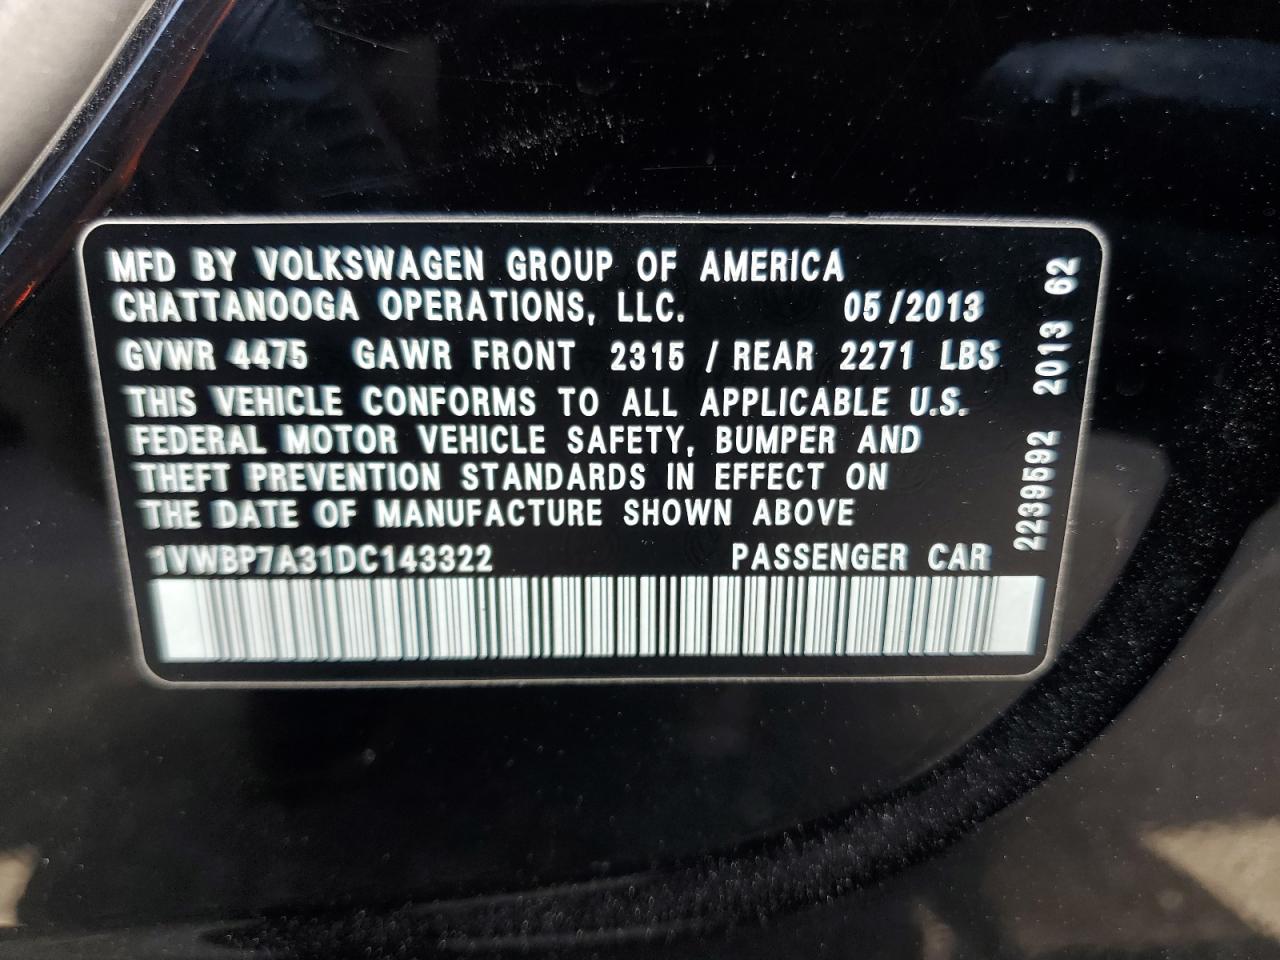 MFD BY VOLKSWAGEN GROUP OF AMERICA
CHATTANOOGA OPERATIONS, LLC. 05/2013
GVWR 4475 GAWR FRONT 2315 / REAR 2271 LBS
THIS VEHICLE CONFORMS TO ALL APPLICABLE U.S.
FEDERAL MOTOR VEHICLE SAFETY, BUMPER AND
THEFT PREVENTION STANDARDS IN EFFECT ON
THE DATE OF MANUFACTURE SHOWN ABOVE
1VWBP7A31DC143322 PASSENGER CAR
2239592 2013 62